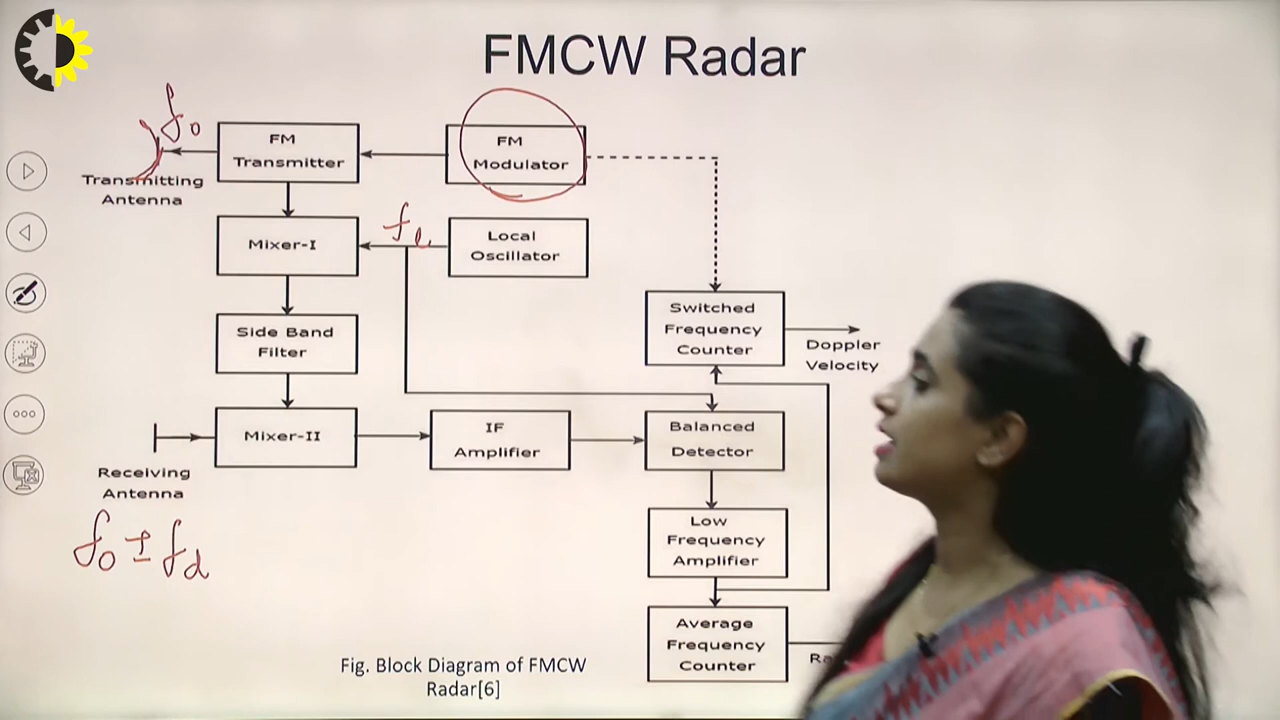 FMCW Radar
f₀
FM
Transmitter
FM
Modulator
Transmitting
Antenna
Mixer-I
fₗ
Local
Oscillator
Side Band
Filter
Switched
Frequency
Counter
Doppler
Velocity
Mixer-II
IF
Amplifier
Balanced
Detector
Receiving
Antenna
f₀ ± f_d
Low
Frequency
Amplifier
Average
Frequency
Counter
Fig. Block Diagram of FMCW
Radar[6]